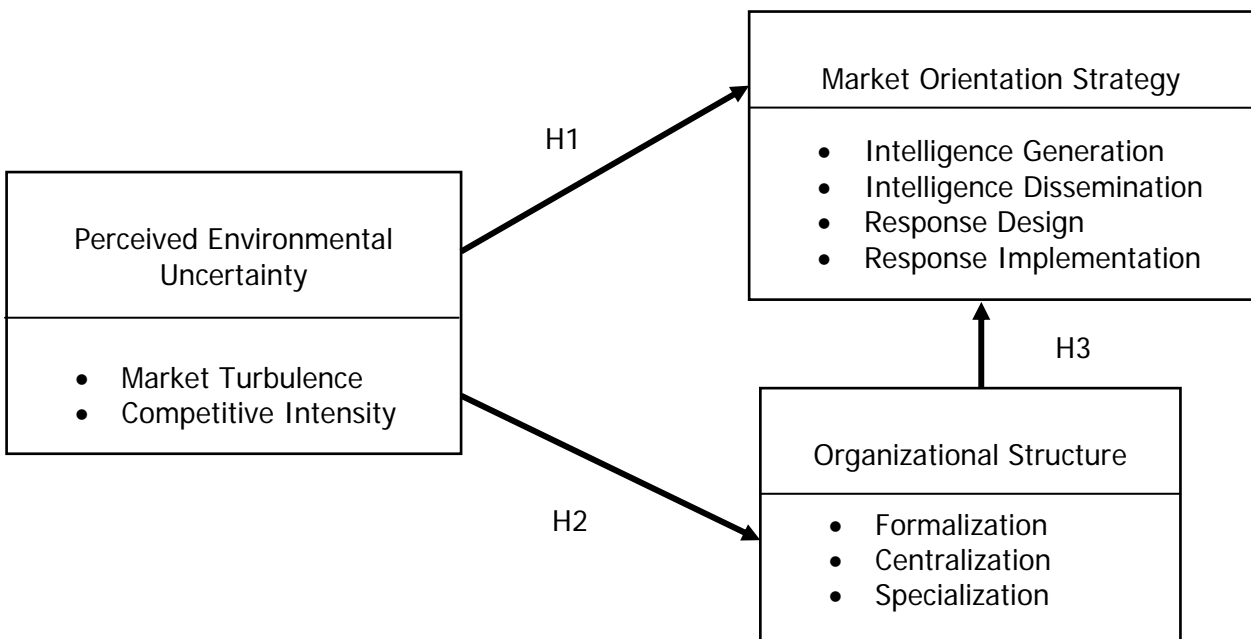 Market Orientation Strategy
• Intelligence Generation
• Intelligence Dissemination
• Response Design
• Response Implementation
H1
Perceived Environmental
Uncertainty
• Market Turbulence
• Competitive Intensity
H3
H2
Organizational Structure
• Formalization
• Centralization
• Specialization